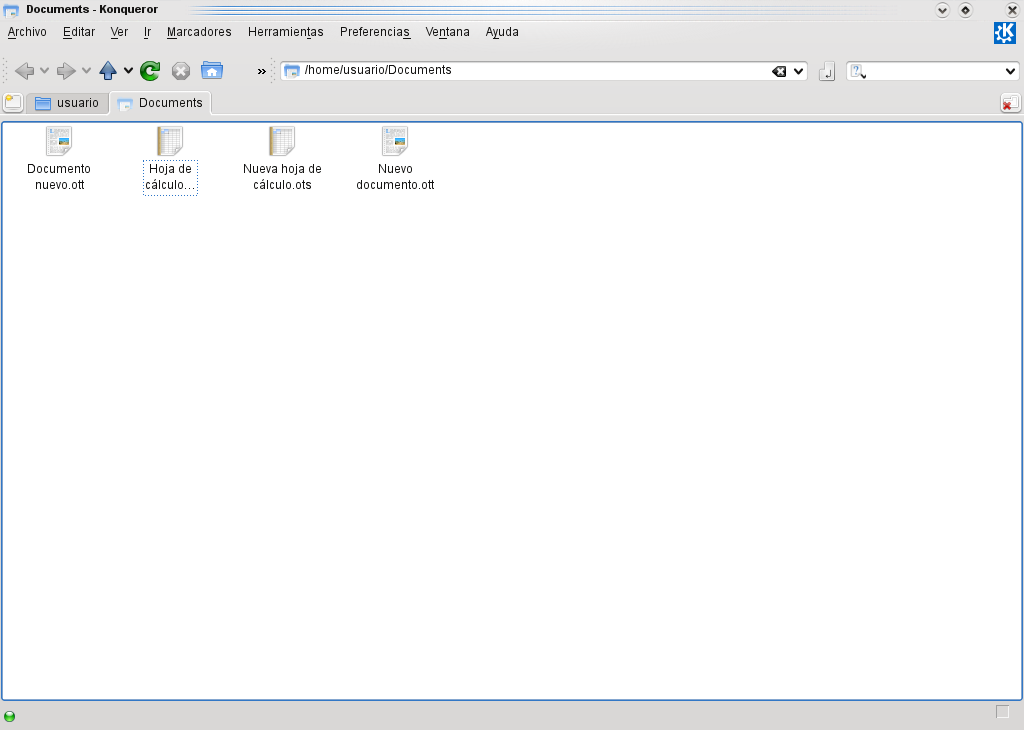 Documents - Konqueror
Archivo Editar Ver Ir Marcadores Herramientas Preferencias Ventana Ayuda
» /home/usuario/Documents
usuario Documents
Documento nuevo.ott
Hoja de cálculo...
Nueva hoja de cálculo.ots
Nuevo documento.ott